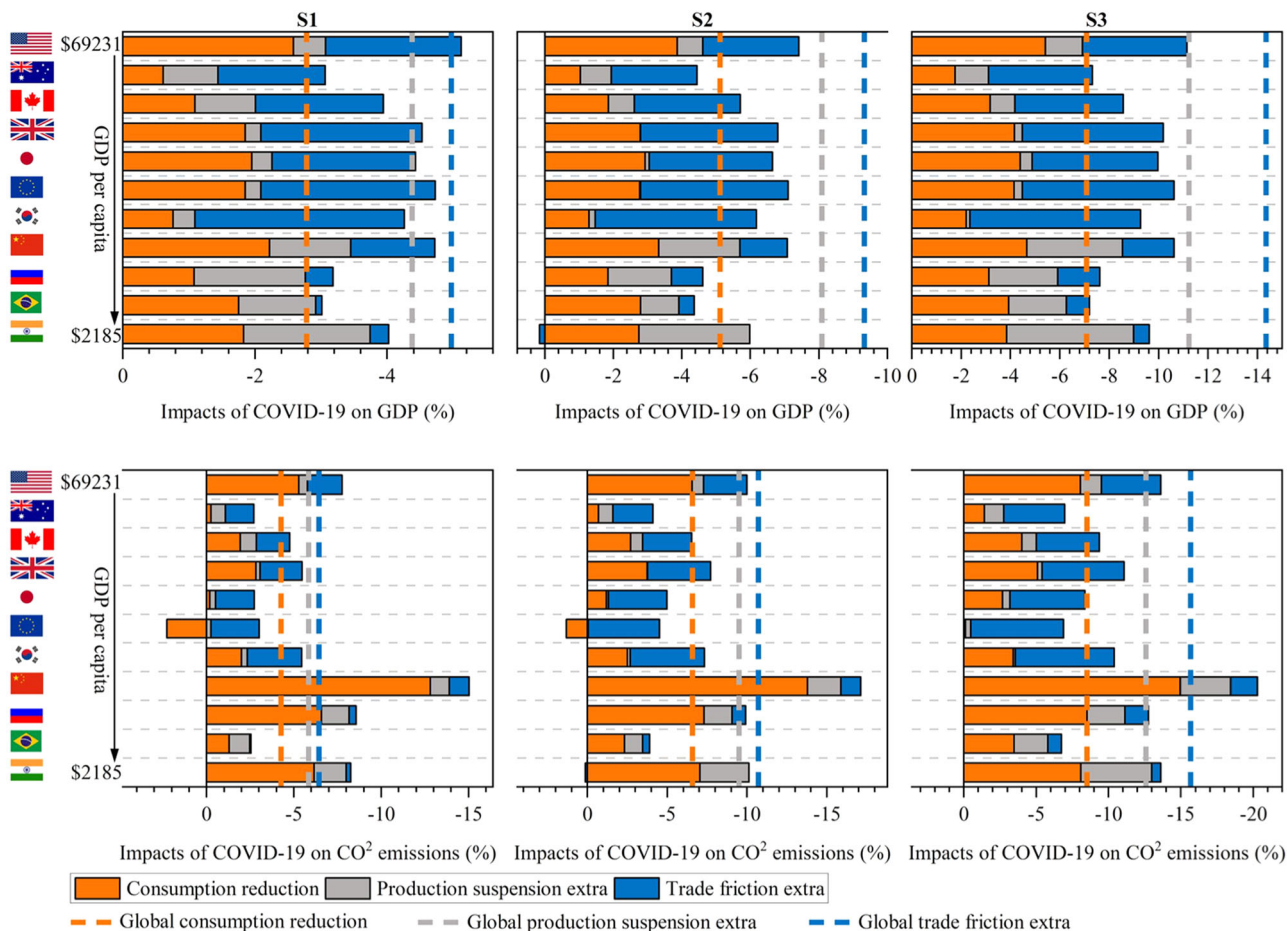 S1
S2
S3
$69231
GDP per capita
$2185
0 -2 -4
0 -2 -4 -6 -8 -10
0 -2 -4 -6 -8 -10 -12 -14
Impacts of COVID-19 on GDP (%)
Impacts of COVID-19 on GDP (%)
Impacts of COVID-19 on GDP (%)
$69231
GDP per capita
$2185
0 -5 -10 -15
0 -5 -10 -15
0 -5 -10 -15 -20
Impacts of COVID-19 on CO² emissions (%)
Impacts of COVID-19 on CO² emissions (%)
Impacts of COVID-19 on CO² emissions (%)
Consumption reduction
Production suspension extra
Trade friction extra
Global consumption reduction
Global production suspension extra
Global trade friction extra